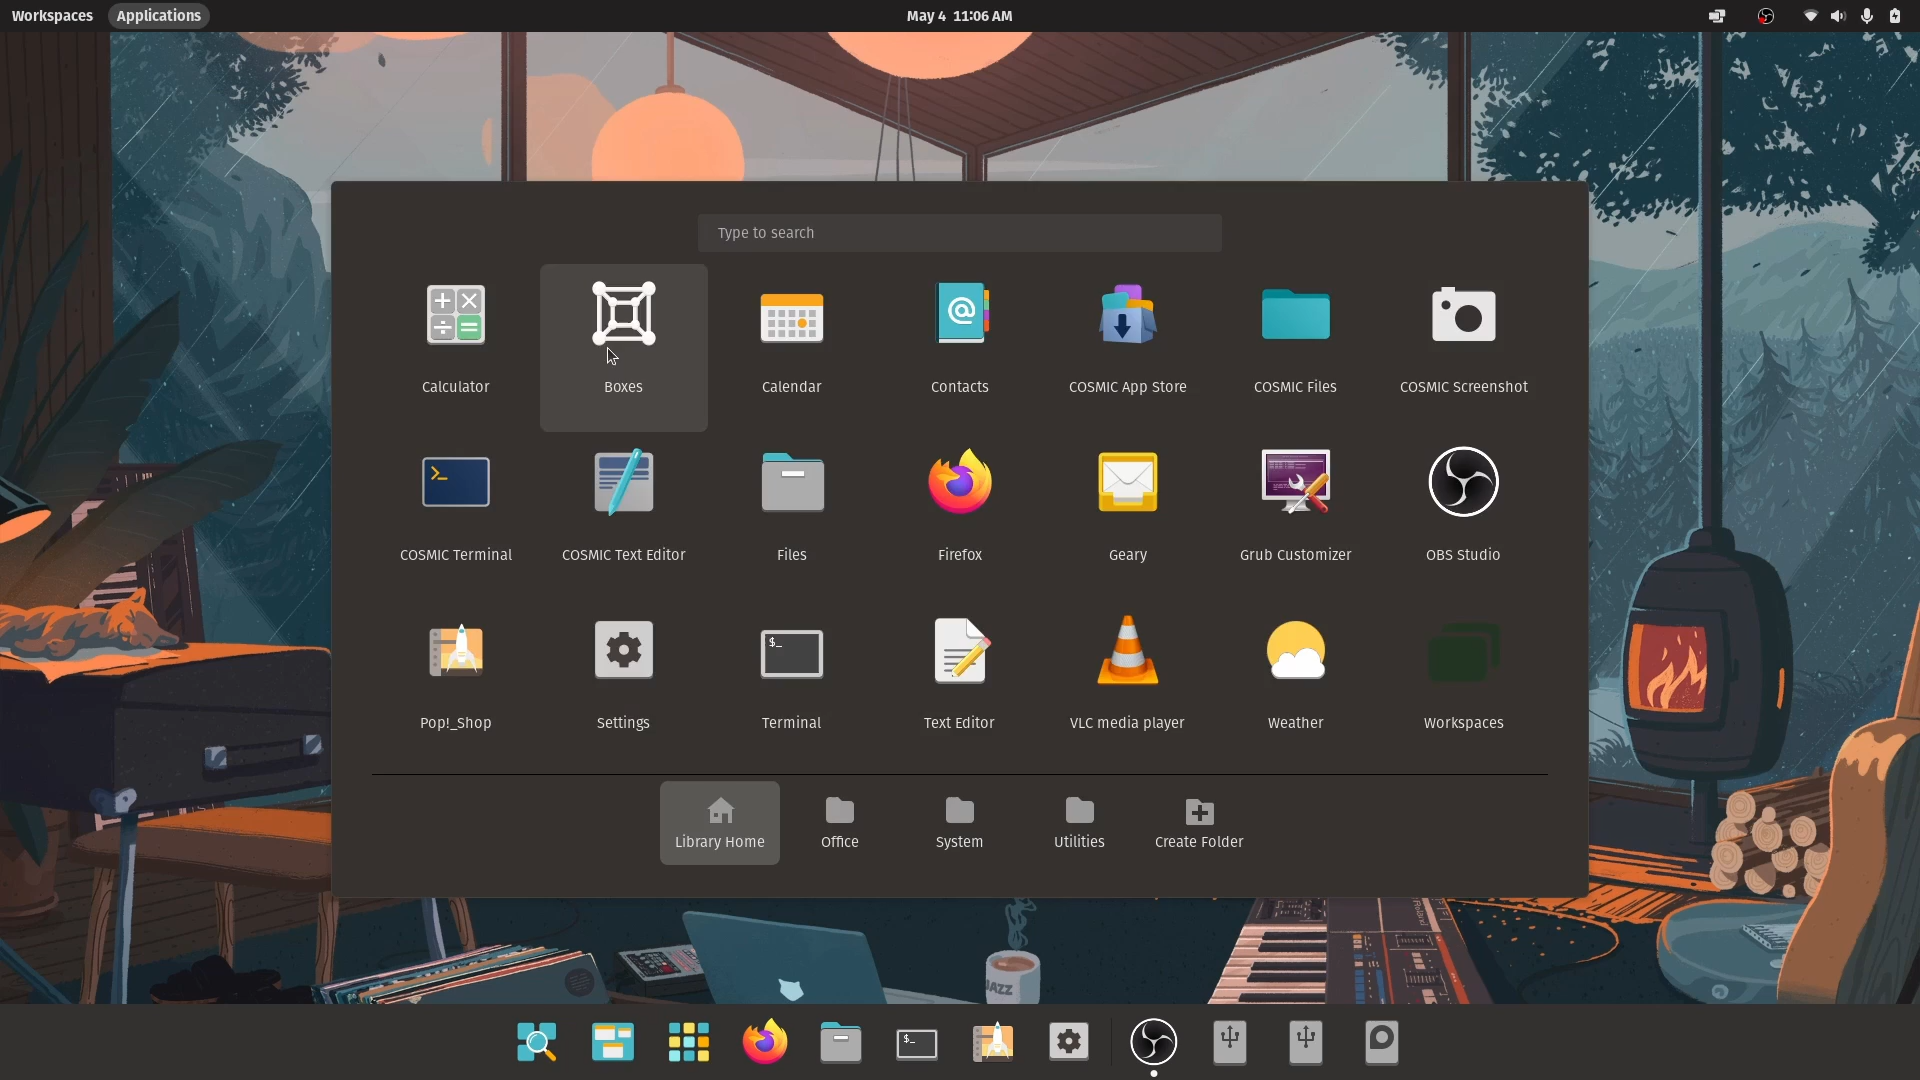 Workspaces Applications May 4 11:06 AM
Type to search
Calculator Boxes Calendar Contacts COSMIC App Store COSMIC Files COSMIC Screenshot
COSMIC Terminal COSMIC Text Editor Files Firefox Geary Grub Customizer OBS Studio
$_
Pop!_Shop Settings Terminal Text Editor VLC media player Weather Workspaces
Library Home Office System Utilities Create Folder
Roland
JAZZ
$_